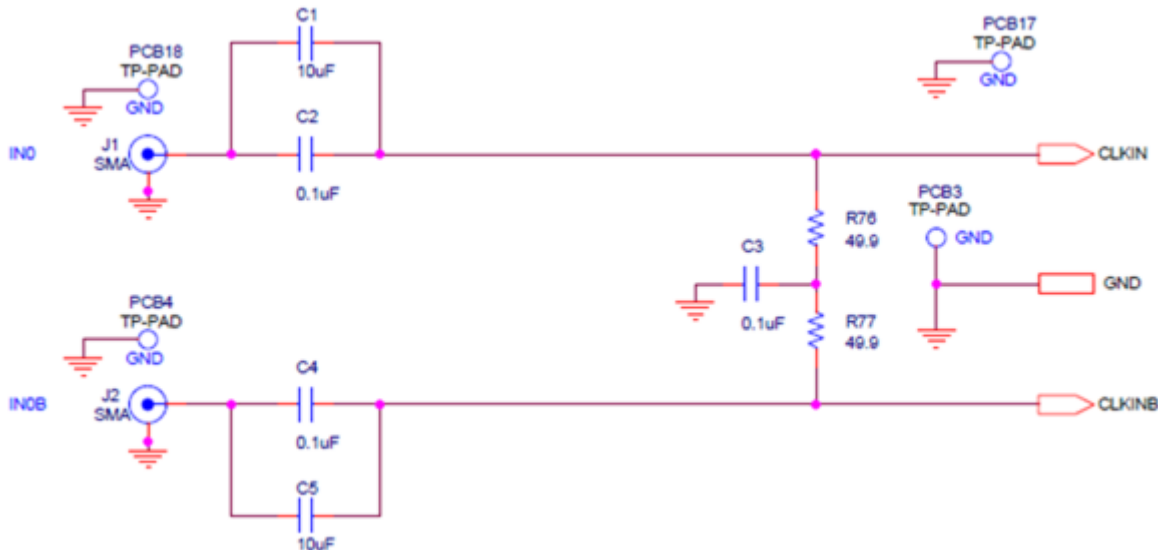 C1
10uF
PCB18
TP-PAD
GND
PCB17
TP-PAD
GND
C2
0.1uF
IN0
J1
SMA
CLKIN
PCB3
TP-PAD
GND
R76
49.9
C3
0.1uF
GND
R77
49.9
PCB4
TP-PAD
GND
C4
0.1uF
IN0B
J2
SMA
CLKINB
C5
10uF